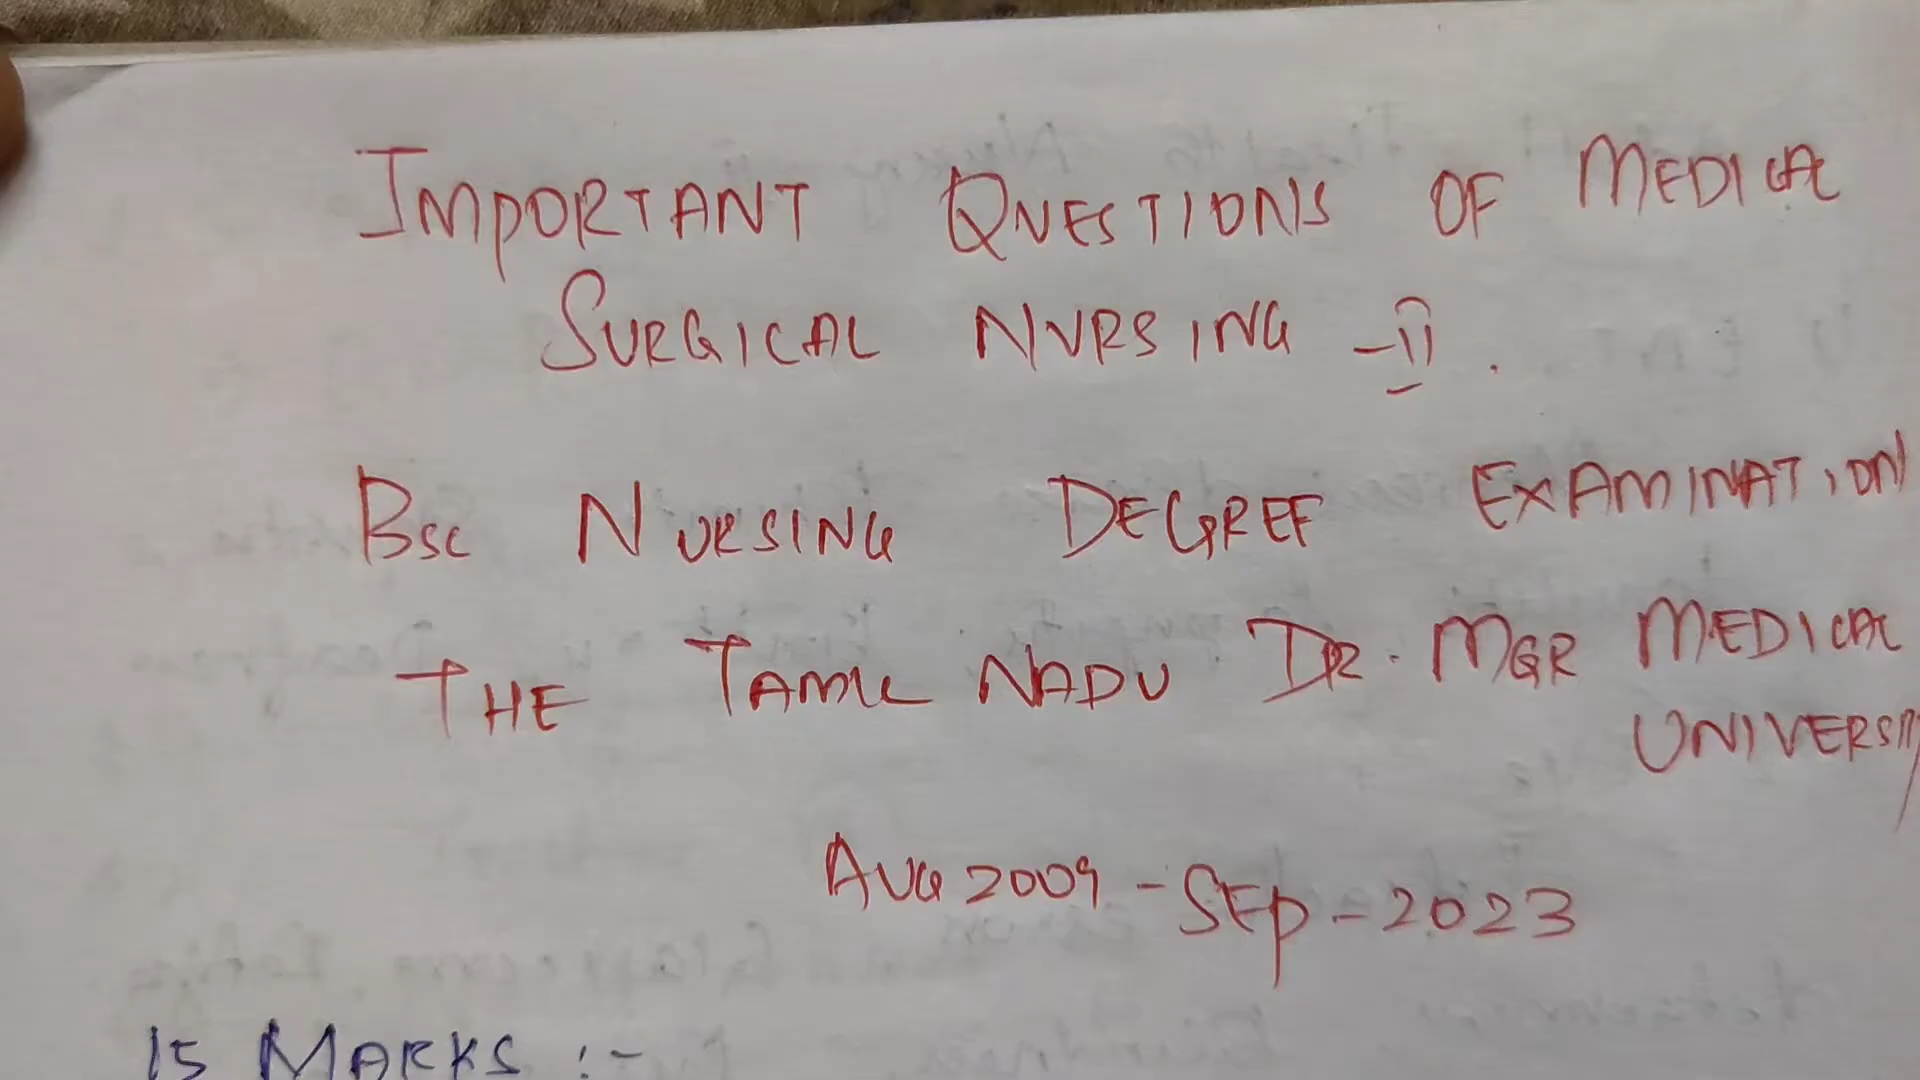 IMPORTANT QUESTIONS OF MEDICAL
SURGICAL NURSING -II.
BSC NURSING DEGREE EXAMINATION
THE TAMIL NADU DR. MGR MEDICAL
UNIVERSITY
AUG 2009 - SEP - 2023
15 MARKS :-